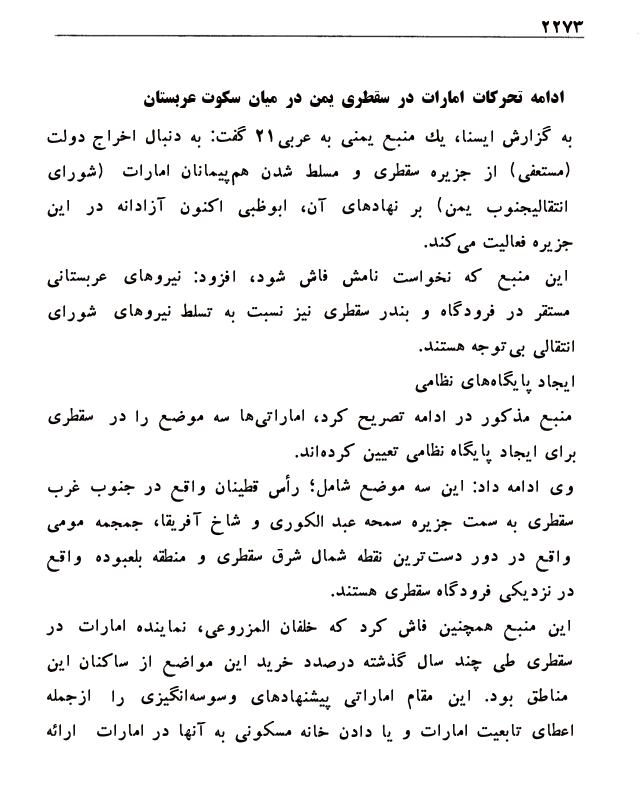 ۲۲۷۳
ادامه تحرکات امارات در سقطری یمن در میان سکوت عربستان
به گزارش ایسنا، یك منبع یمنی به عربی۲۱ گفت: به دنبال اخراج دولت
(مستعفی) از جزیره سقطری و مسلط شدن هم‌پیمانان امارات (شورای
انتقالیجنوب یمن) بر نهادهای آن، ابوظبی اکنون آزادانه در این
جزیره فعالیت می‌کند.
این منبع که نخواست نامش فاش شود، افزود: نیروهای عربستانی
مستقر در فرودگاه و بندر سقطری نیز نسبت به تسلط نیروهای شورای
انتقالی بی‌توجه هستند.
ایجاد پایگاه‌های نظامی
منبع مذکور در ادامه تصریح کرد، اماراتی‌ها سه موضع را در سقطری
برای ایجاد پایگاه نظامی تعیین کرده‌اند.
وی ادامه داد: این سه موضع شامل؛ رأس قطینان واقع در جنوب غرب
سقطری به سمت جزیره سمحه عبد الکوری و شاخ آفریقا، جمجمه مومی
واقع در دور دست‌ترین نقطه شمال شرق سقطری و منطقه بلعبوده واقع
در نزدیکی فرودگاه سقطری هستند.
این منبع همچنین فاش کرد که خلفان المزروعی، نماینده امارات در
سقطری طی چند سال گذشته درصدد خرید این مواضع از ساکنان این
مناطق بود. این مقام اماراتی پیشنهادهای وسوسه‌انگیزی را ازجمله
اعطای تابعیت امارات و یا دادن خانه مسکونی به آنها در امارات ارائه